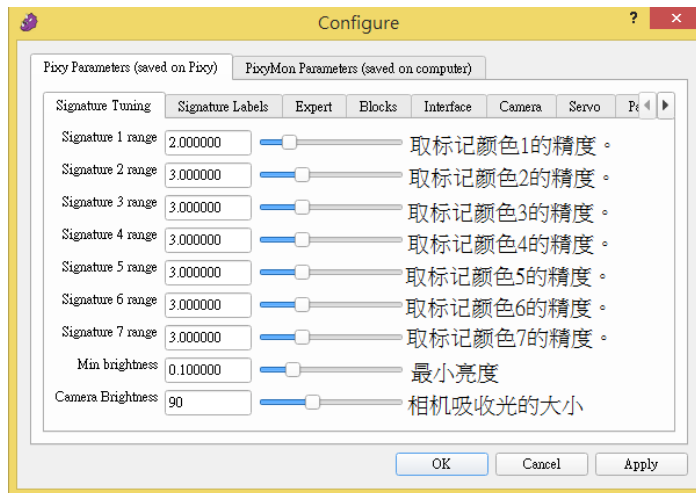 Configure
?
×
Pixy Parameters (saved on Pixy)
PixyMon Parameters (saved on computer)
Signature Tuning
Signature Labels
Expert
Blocks
Interface
Camera
Servo
Signature 1 range 2.000000 取标记颜色1的精度。
Signature 2 range 3.000000 取标记颜色2的精度。
Signature 3 range 3.000000 取标记颜色3的精度。
Signature 4 range 3.000000 取标记颜色4的精度。
Signature 5 range 3.000000 取标记颜色5的精度。
Signature 6 range 3.000000 取标记颜色6的精度。
Signature 7 range 3.000000 取标记颜色7的精度。
Min brightness 0.100000 最小亮度
Camera Brightness 90 相机吸收光的大小
OK
Cancel
Apply